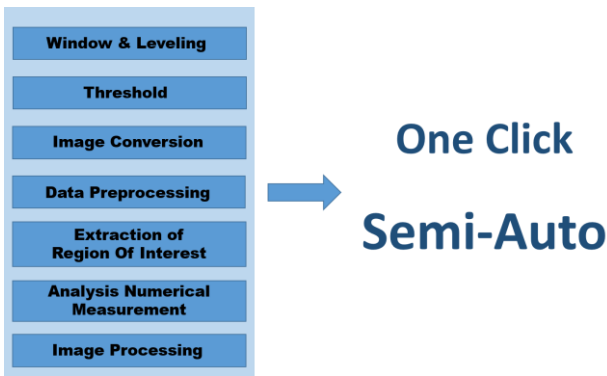 Window & Leveling
Threshold
Image Conversion
Data Preprocessing
Extraction of
Region Of Interest
Analysis Numerical
Measurement
Image Processing
One Click
Semi-Auto